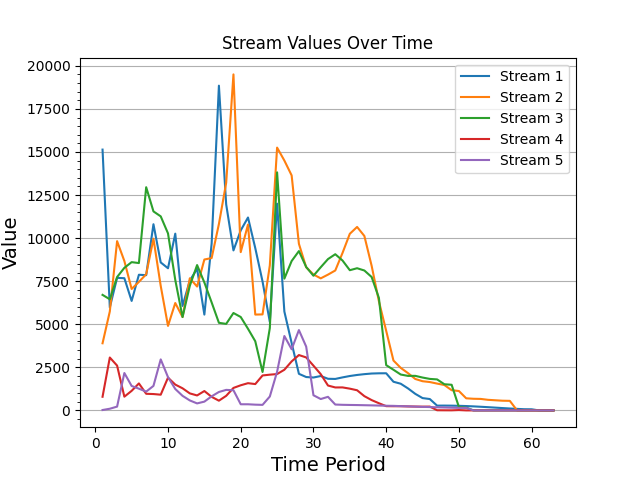 Stream Values Over Time
Stream 1
Stream 2
Stream 3
Stream 4
Stream 5
20000
17500
15000
12500
10000
7500
5000
2500
0
Value
0 10 20 30 40 50 60
Time Period